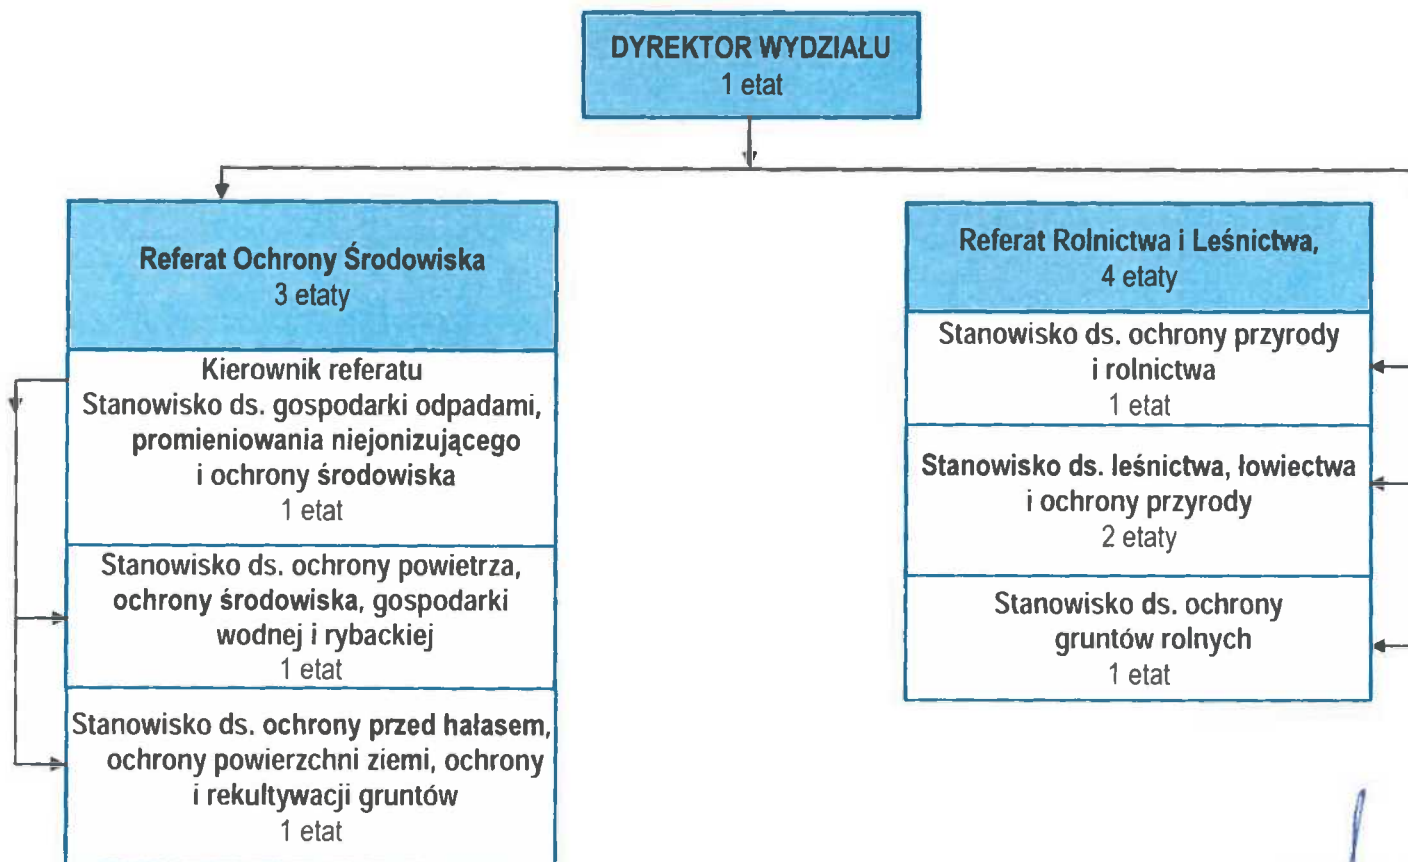 DYREKTOR WYDZIAŁU
1 etat
Referat Ochrony Środowiska
3 etaty
Kierownik referatu
Stanowisko ds. gospodarki odpadami,
promieniowania niejonizującego
i ochrony środowiska
1 etat
Stanowisko ds. ochrony powietrza,
ochrony środowiska, gospodarki
wodnej i rybackiej
1 etat
Stanowisko ds. ochrony przed hałasem,
ochrony powierzchni ziemi, ochrony
i rekultywacji gruntów
1 etat
Referat Rolnictwa i Leśnictwa,
4 etaty
Stanowisko ds. ochrony przyrody
i rolnictwa
1 etat
Stanowisko ds. leśnictwa, łowiectwa
i ochrony przyrody
2 etaty
Stanowisko ds. ochrony
gruntów rolnych
1 etat